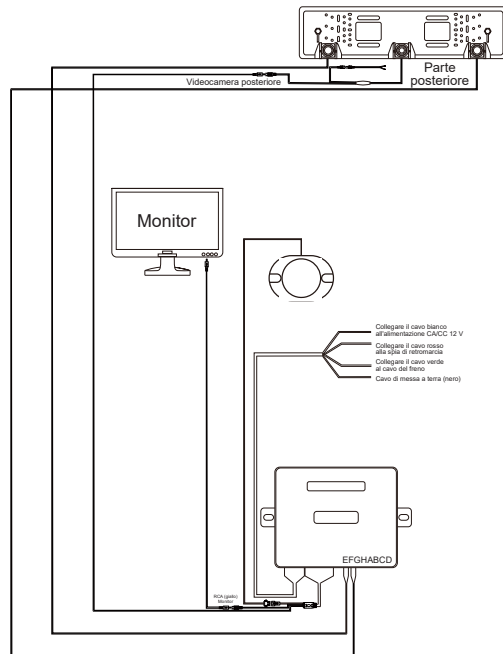 Parte
posteriore
Videocamera posteriore
Monitor
Collegare il cavo bianco
all'alimentazione CA/CC 12 V
Collegare il cavo rosso
alla spia di retromarcia
Collegare il cavo verde
al cavo del freno
Cavo di messa a terra (nero)
EFGHABCD
RCA (giallo)
Monitor